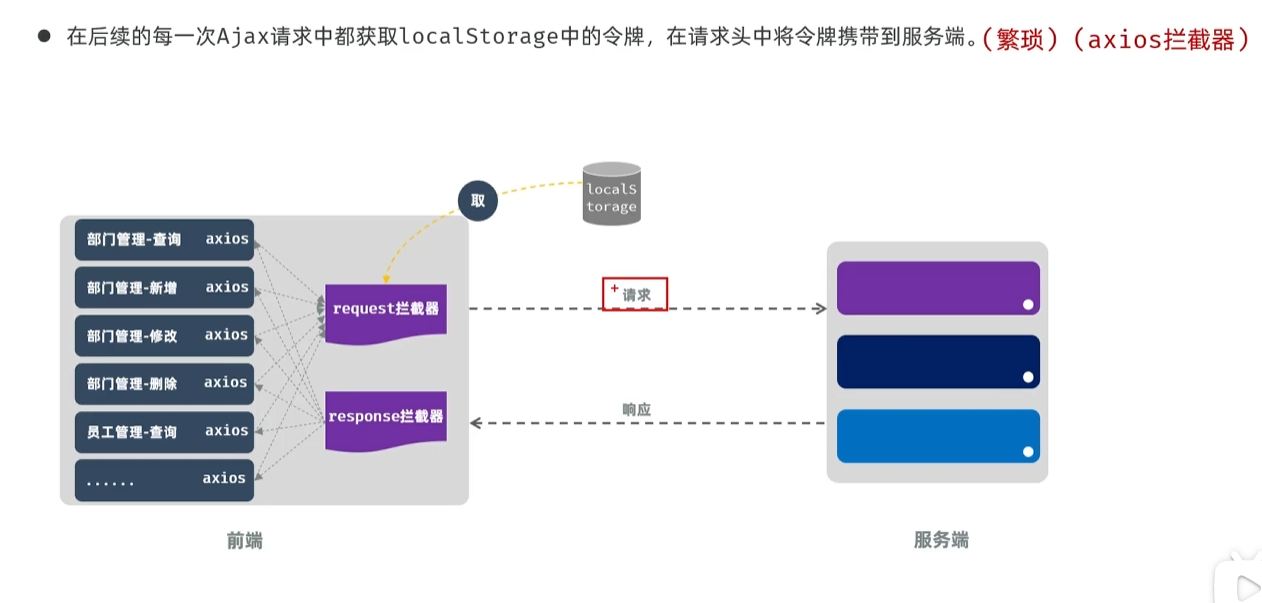 ● 在后续的每一次Ajax请求中都获取localStorage中的令牌，在请求头中将令牌携带到服务端。(繁琐)(axios拦截器)
取
localS
torage
部门管理-查询 axios
部门管理-新增 axios
部门管理-修改 axios
部门管理-删除 axios
员工管理-查询 axios
...... axios
request拦截器
response拦截器
+ 请求
响应
前端
服务端